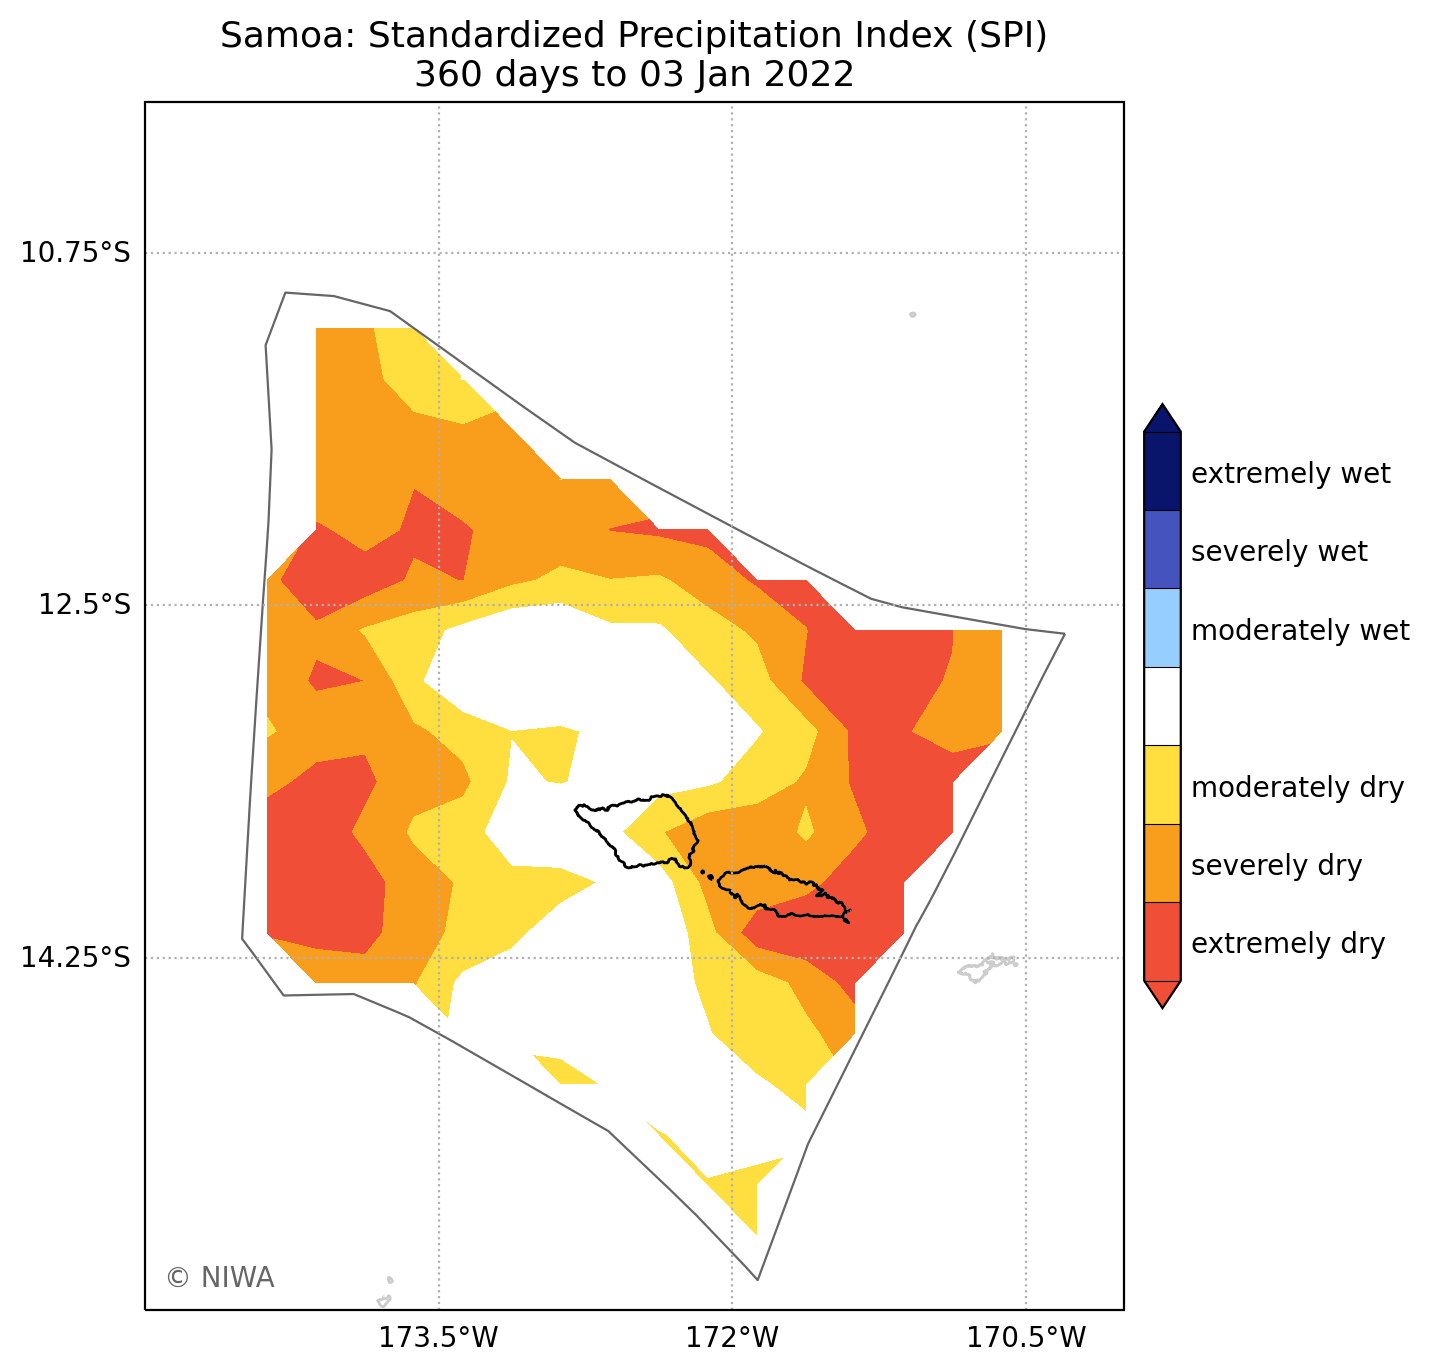 Samoa: Standardized Precipitation Index (SPI)
360 days to 03 Jan 2022
10.75°S
12.5°S
14.25°S
173.5°W
172°W
170.5°W
extremely wet
severely wet
moderately wet
moderately dry
severely dry
extremely dry
© NIWA